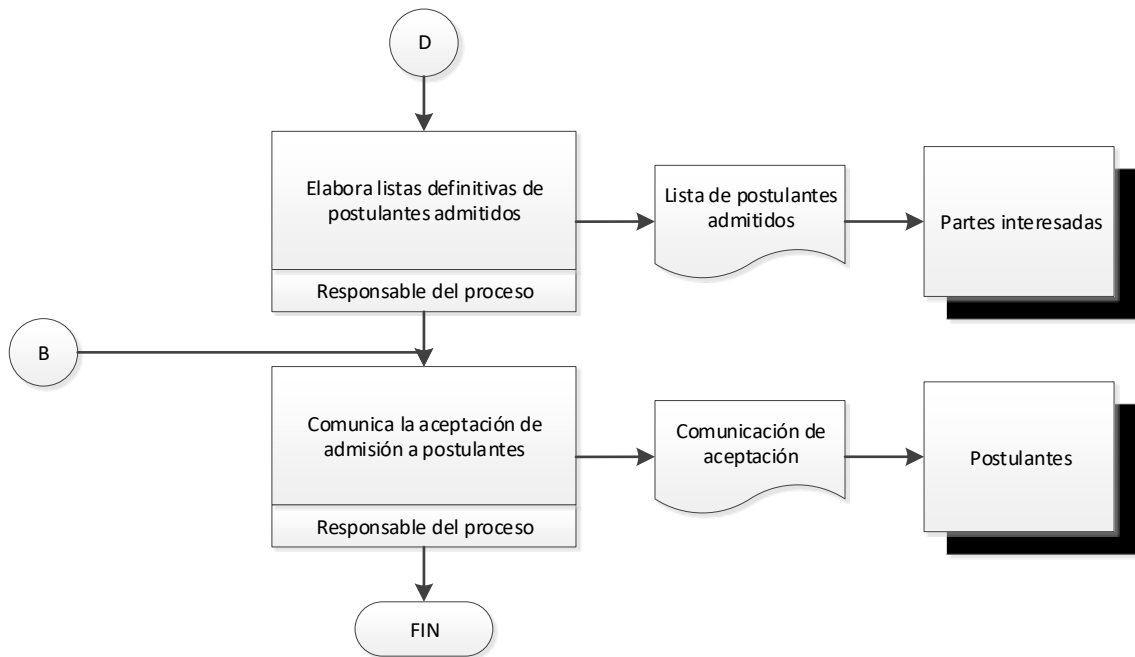 D
Elabora listas definitivas de
postulantes admitidos
Responsable del proceso
Lista de postulantes
admitidos
Partes interesadas
B
Comunica la aceptación de
admisión a postulantes
Responsable del proceso
Comunicación de
aceptación
Postulantes
FIN